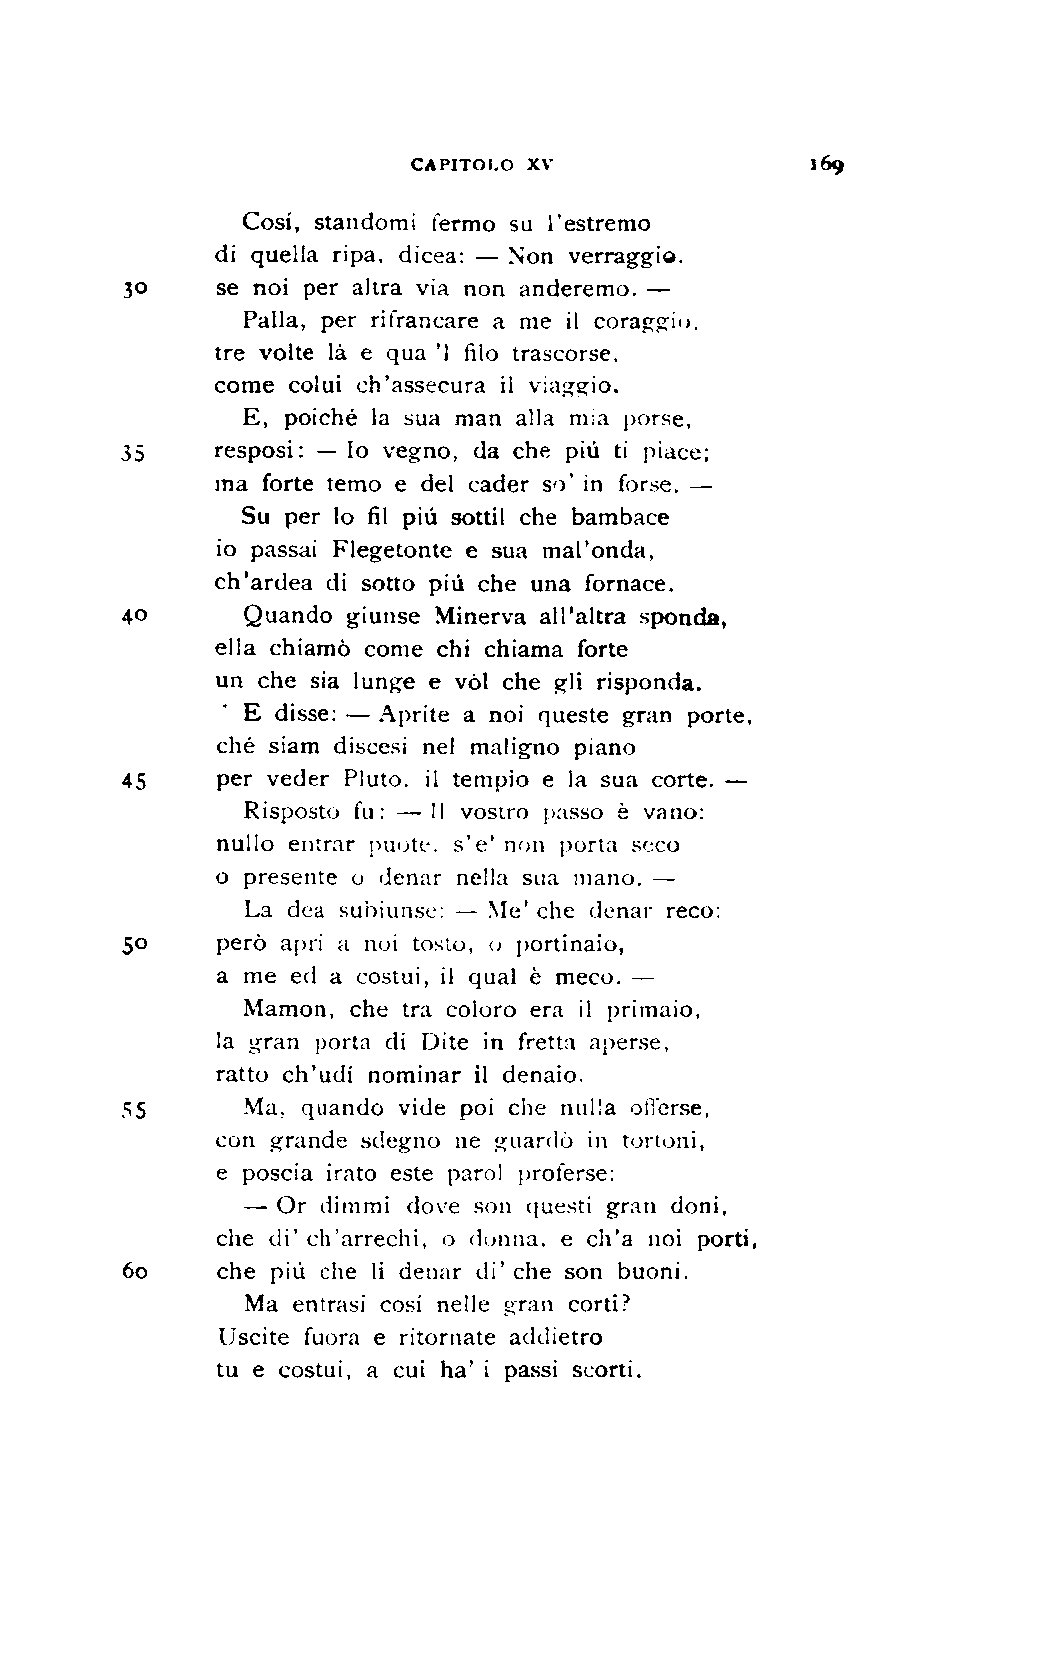 CAPITOLO XV 169
Cosí, standomi fermo su l'estremo
di quella ripa, dicea: — Non verraggio,
30 se noi per altra via non anderemo. —
Palla, per rifrancare a me il coraggio,
tre volte là e qua 'l filo trascorse,
come colui ch'assecura il viaggio.
E, poiché la sua man alla mia porse,
35 resposi: — Io vegno, da che piú ti piace;
ma forte temo e del cader so' in forse. —
Su per lo fil piú sottil che bambace
io passai Flegetonte e sua mal'onda,
ch'ardea di sotto piú che una fornace.
40 Quando giunse Minerva all'altra sponda,
ella chiamò come chi chiama forte
un che sia lunge e vòl che gli risponda.
E disse: — Aprite a noi queste gran porte,
ché siam discesi nel maligno piano
45 per veder Pluto, il tempio e la sua corte. —
Risposto fu: — Il vostro passo è vano:
nullo entrar puote, s'e' non porta seco
o presente o denar nella sua mano. —
La dea subiunse: — Me' che denar reco:
50 però apri a noi tosto, o portinaio,
a me ed a costui, il qual è meco. —
Mamon, che tra coloro era il primaio,
la gran porta di Dite in fretta aperse,
ratto ch'udí nominar il denaio.
55 Ma, quando vide poi che nulla offerse,
con grande sdegno ne guardò in tortoni,
e poscia irato este parol proferse:
— Or dimmi dove son questi gran doni,
che di' ch'arrechi, o donna, e ch'a noi porti,
60 che piú che li denar di' che son buoni.
Ma entrasi cosí nelle gran corti?
Uscite fuora e ritornate addietro
tu e costui, a cui ha' i passi scorti.